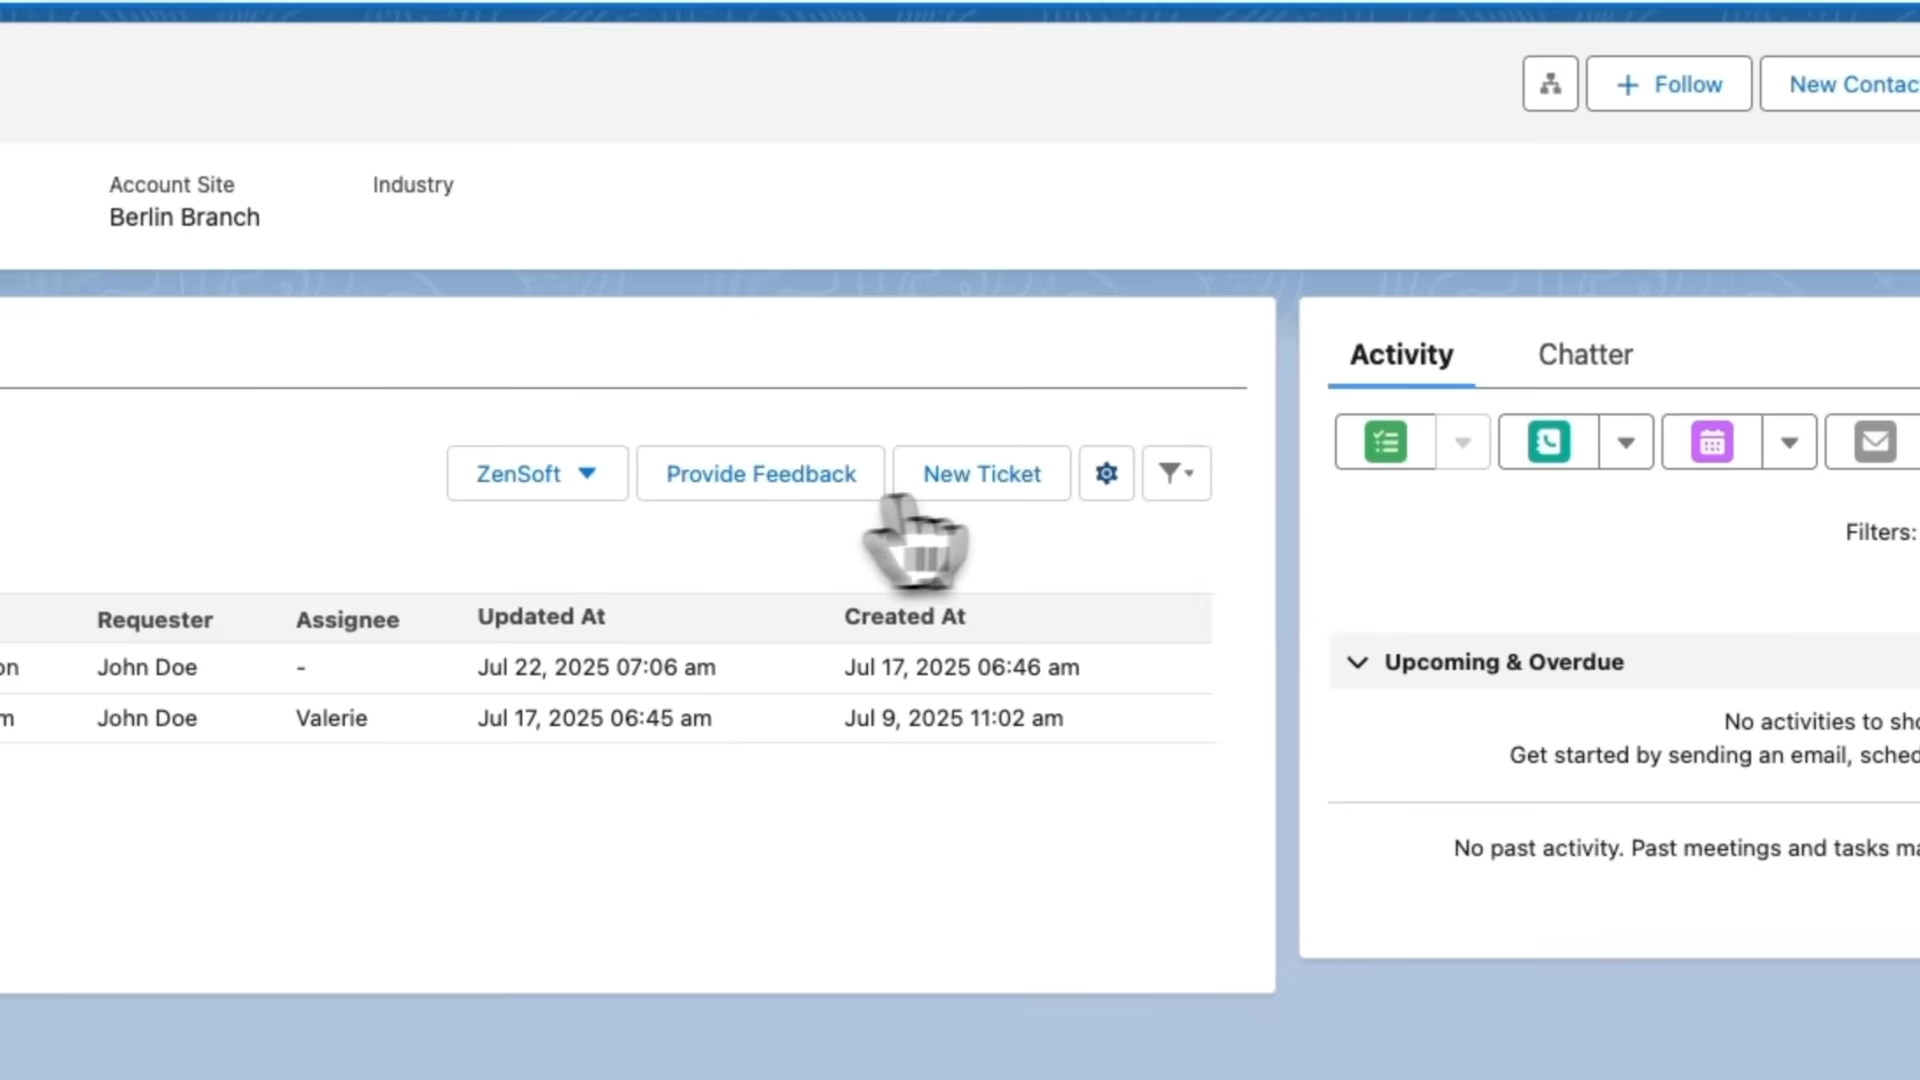 Follow
New Contac
Account Site
Industry
Berlin Branch
Activity
Chatter
ZenSoft
Provide Feedback
New Ticket
Filters:
Requester
Assignee
Updated At
Created At
on
John Doe
-
Jul 22, 2025 07:06 am
Jul 17, 2025 06:46 am
m
John Doe
Valerie
Jul 17, 2025 06:45 am
Jul 9, 2025 11:02 am
Upcoming & Overdue
No activities to sho
Get started by sending an email, sched
No past activity. Past meetings and tasks ma